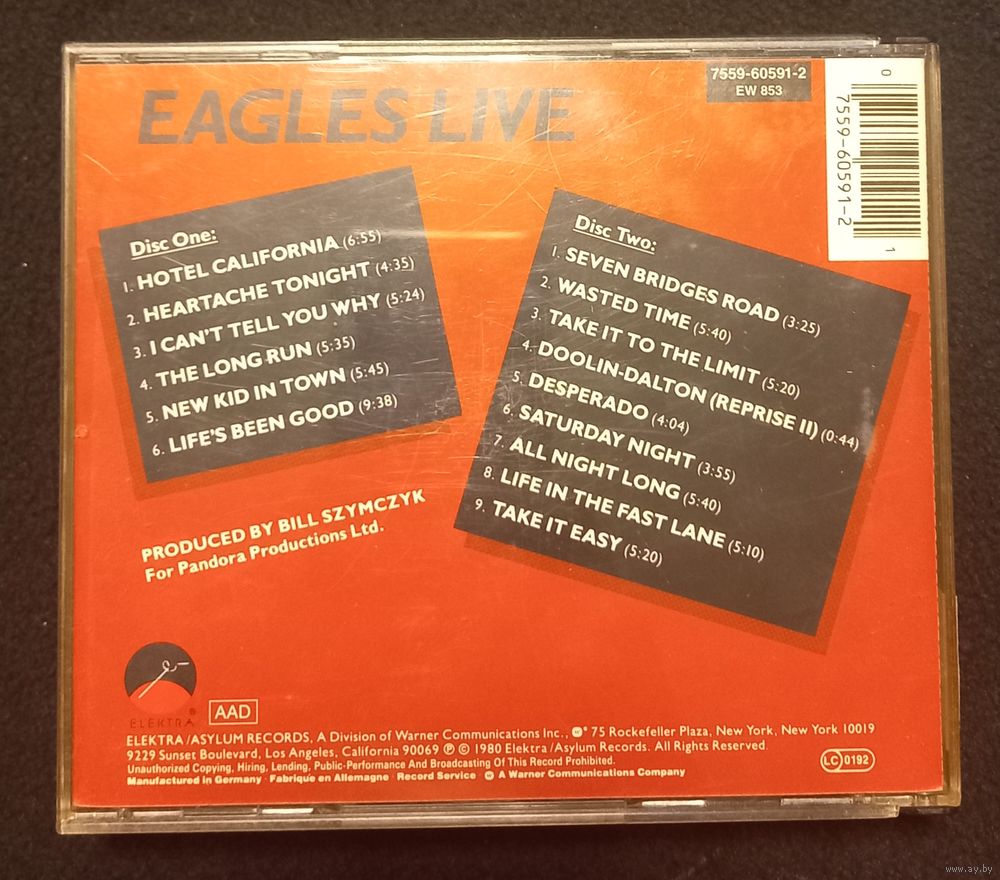 EAGLES LIVE
7559-60591-2
EW 853
0
7559-60591-2
1
Disc One:
1. HOTEL CALIFORNIA (6:55)
2. HEARTACHE TONIGHT (4:35)
3. I CAN'T TELL YOU WHY (5:24)
4. THE LONG RUN (5:35)
5. NEW KID IN TOWN (5:45)
6. LIFE'S BEEN GOOD (9:38)
Disc Two:
1. SEVEN BRIDGES ROAD (3:25)
2. WASTED TIME (5:40)
3. TAKE IT TO THE LIMIT (5:20)
4. DOOLIN-DALTON (REPRISE II) (0:44)
5. DESPERADO (4:04)
6. SATURDAY NIGHT (3:55)
7. ALL NIGHT LONG (5:40)
8. LIFE IN THE FAST LANE (5:10)
9. TAKE IT EASY (5:20)
PRODUCED BY BILL SZYMCZYK
For Pandora Productions Ltd.
ELEKTRA ®
AAD
ELEKTRA/ASYLUM RECORDS, A Division of Warner Communications Inc., ® 75 Rockefeller Plaza, New York, New York 10019
9229 Sunset Boulevard, Los Angeles, California 90069 ℗ © 1980 Elektra/Asylum Records. All Rights Reserved.
Unauthorized Copying, Hiring, Lending, Public-Performance And Broadcasting Of This Record Prohibited.
Manufactured in Germany · Fabriqué en Allemagne · Record Service · A Warner Communications Company
LC 0192
www.ay.by